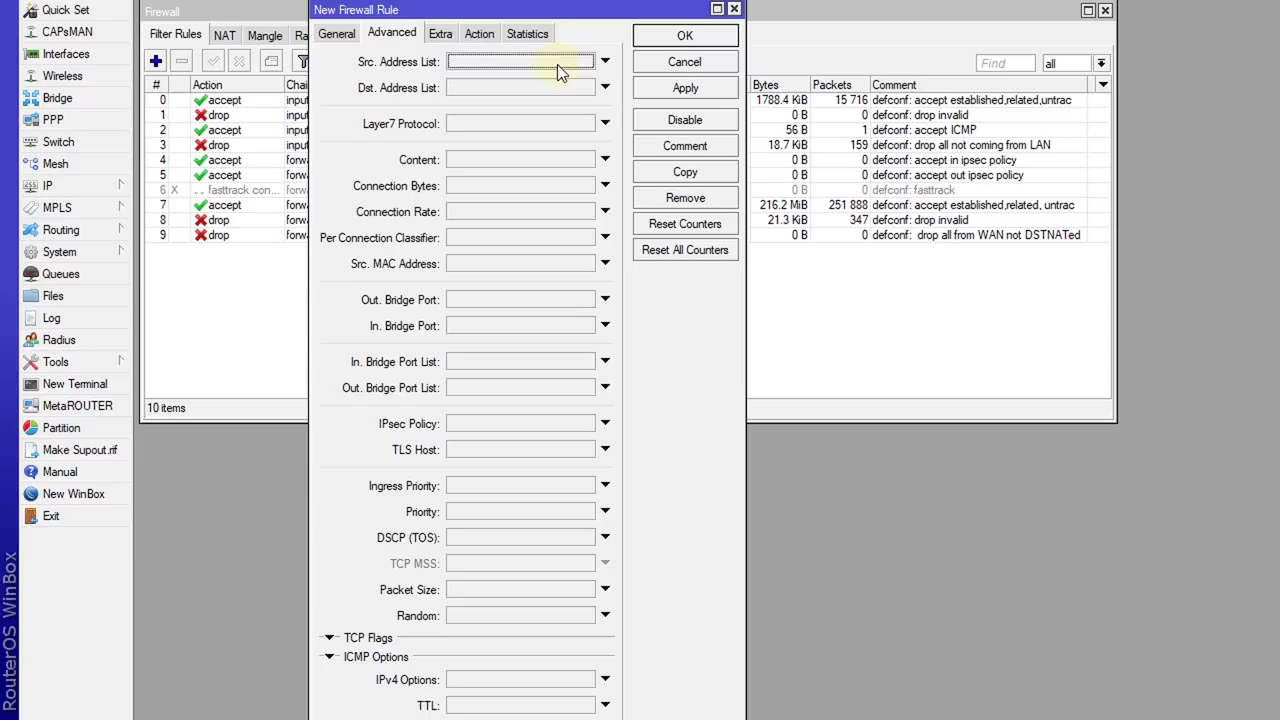 Quick Set
CAPsMAN
Interfaces
Wireless
Bridge
PPP
Switch
Mesh
IP
MPLS
Routing
System
Queues
Files
Log
Radius
Tools
New Terminal
MetaROUTER
Partition
Make Supout.rif
Manual
New WinBox
Exit
RouterOS WinBox
Firewall
Filter Rules NAT Mangle
Find all
# Action Bytes Packets Comment
0 accept 1788.4 KiB 15 716 defconf: accept established,related,untrac
1 drop 0 B 0 defconf: drop invalid
2 accept 56 B 1 defconf: accept ICMP
3 drop 18.7 KiB 159 defconf: drop all not coming from LAN
4 accept 0 B 0 defconf: accept in ipsec policy
5 accept 0 B 0 defconf: accept out ipsec policy
6 X fasttrack con... 0 B 0 defconf: fasttrack
7 accept 216.2 MiB 251 888 defconf: accept established,related, untrac
8 drop 21.3 KiB 347 defconf: drop invalid
9 drop 0 B 0 defconf: drop all from WAN not DSTNATed
10 items
New Firewall Rule
General Advanced Extra Action Statistics
Src. Address List:
Dst. Address List:
Layer7 Protocol:
Content:
Connection Bytes:
Connection Rate:
Per Connection Classifier:
Src. MAC Address:
Out. Bridge Port:
In. Bridge Port:
In. Bridge Port List:
Out. Bridge Port List:
IPsec Policy:
TLS Host:
Ingress Priority:
Priority:
DSCP (TOS):
TCP MSS:
Packet Size:
Random:
TCP Flags
ICMP Options
IPv4 Options:
TTL:
OK
Cancel
Apply
Disable
Comment
Copy
Remove
Reset Counters
Reset All Counters